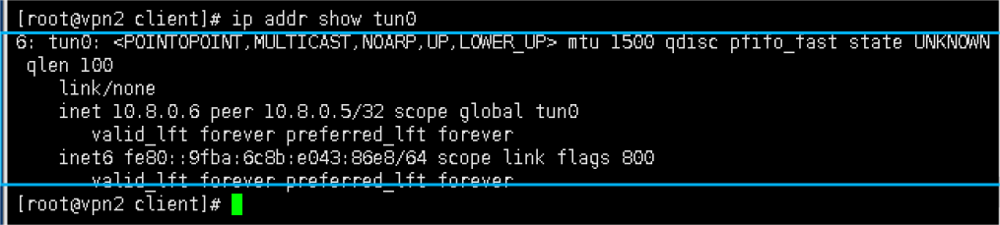 [root@vpn2 client]# ip addr show tun0
6: tun0: <POINTOPOINT,MULTICAST,NOARP,UP,LOWER_UP> mtu 1500 qdisc pfifo_fast state UNKNOWN
qlen 100
link/none
inet 10.8.0.6 peer 10.8.0.5/32 scope global tun0
valid_lft forever preferred_lft forever
inet6 fe80::9fba:6c8b:e043:86e8/64 scope link flags 800
valid_lft forever preferred_lft forever
[root@vpn2 client]#